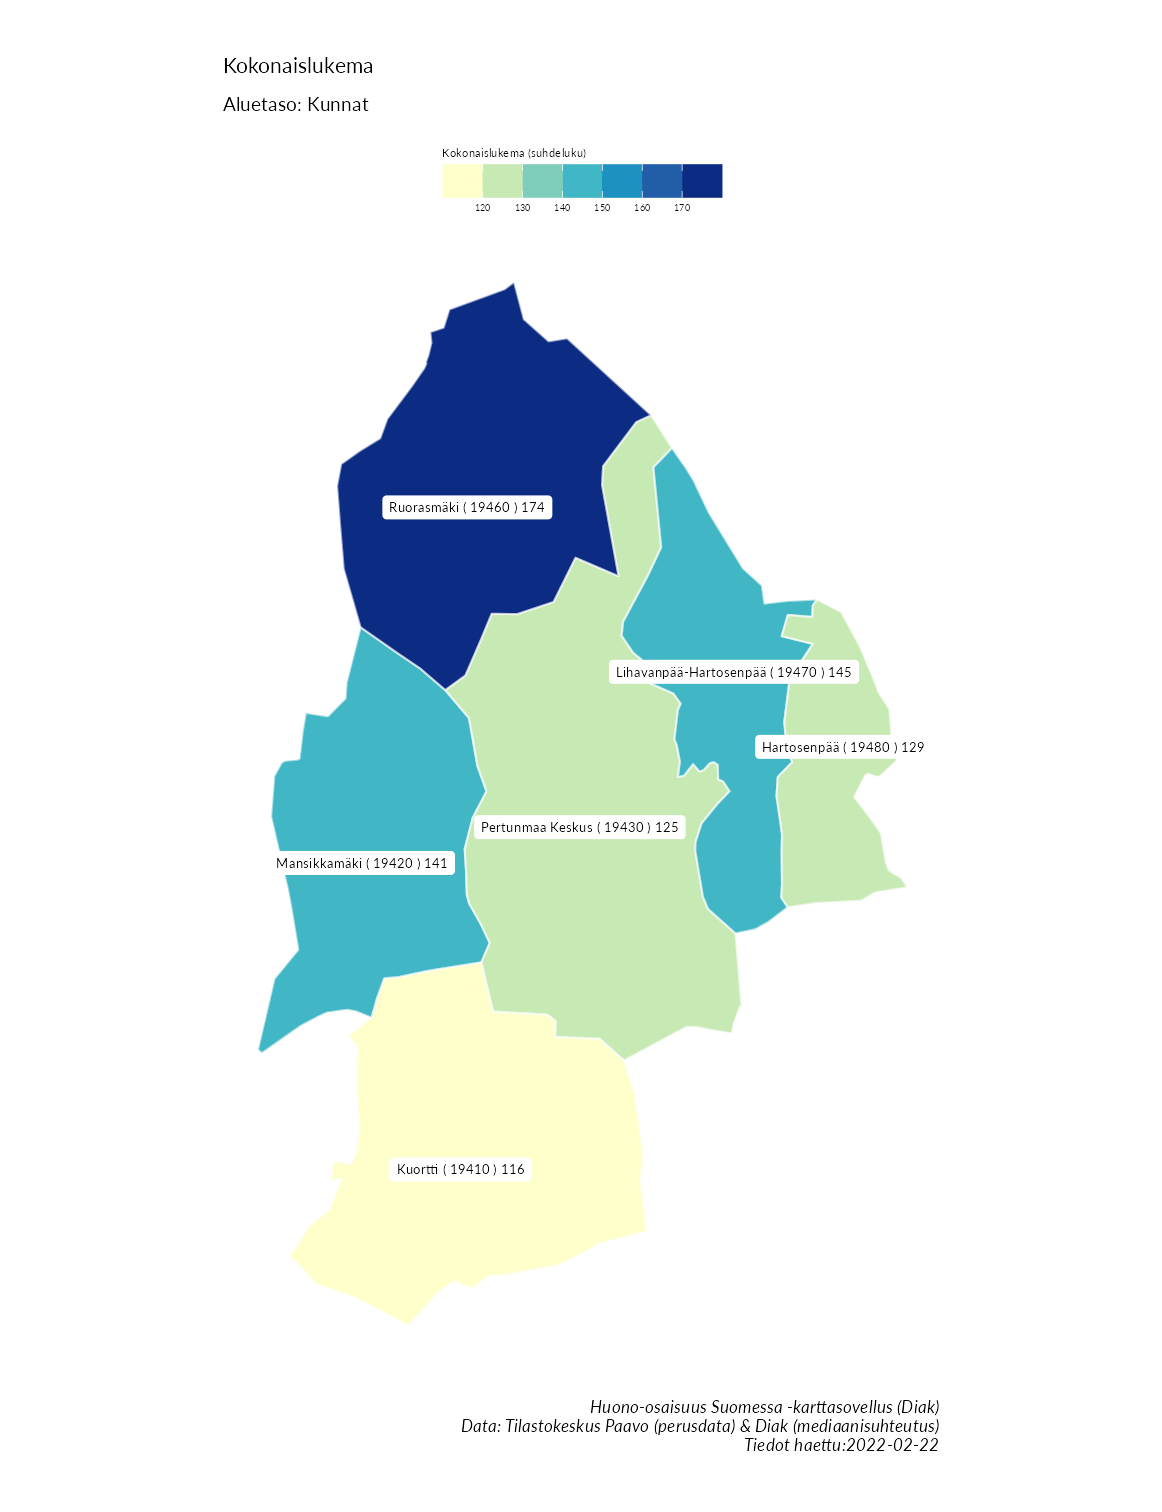 Kokonaislukema
Aluetaso: Kunnat
Kokonaislukema (suhdeluku)
120 130 140 150 160 170
Ruorasmäki ( 19460 ) 174
Lihavanpää-Hartosenpää ( 19470 ) 145
Hartosenpää ( 19480 ) 129
Pertunmaa Keskus ( 19430 ) 125
Mansikkamäki ( 19420 ) 141
Kuortti ( 19410 ) 116
Huono-osaisuus Suomessa -karttasovellus (Diak)
Data: Tilastokeskus Paavo (perusdata) & Diak (mediaanisuhteutus)
Tiedot haettu:2022-02-22